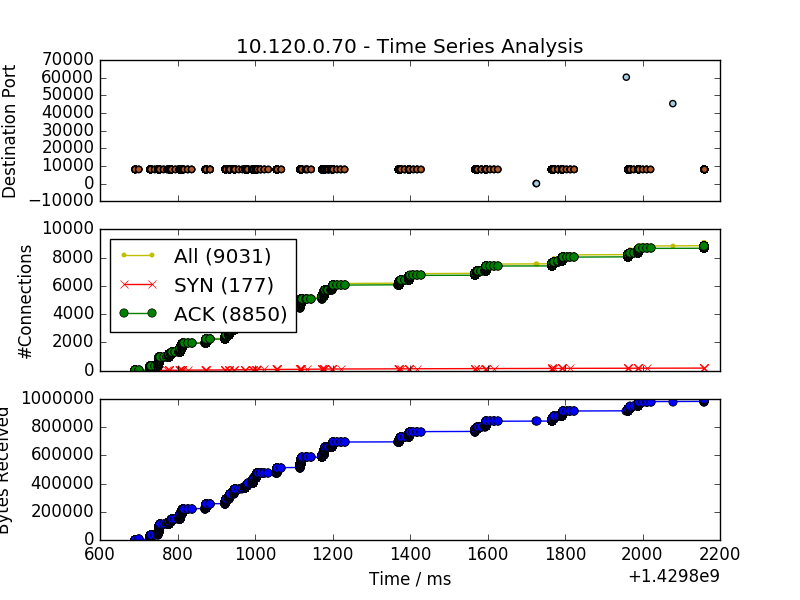 10.120.0.70 - Time Series Analysis
Destination Port
70000
60000
50000
40000
30000
20000
10000
0
−10000
#Connections
10000
8000
6000
4000
2000
0
All (9031)
SYN (177)
ACK (8850)
Bytes Received
1000000
800000
600000
400000
200000
0
600 800 1000 1200 1400 1600 1800 2000 2200
Time / ms
+1.4298e9